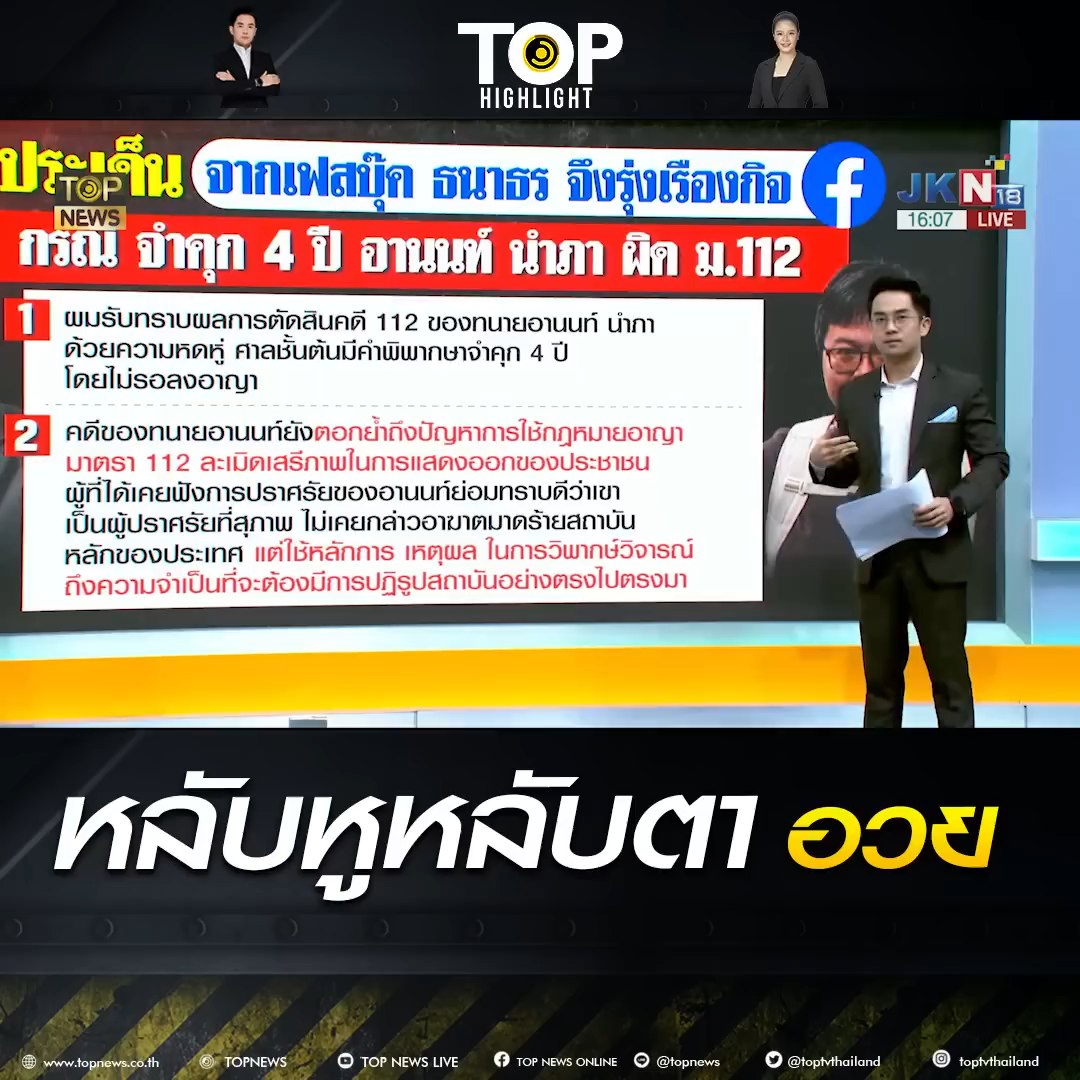 TOP
HIGHLIGHT
ประเด็น จากเฟสบุ๊ค ธนาธร จึงรุ่งเรืองกิจ
TOP
NEWS
JKN18
16:07 LIVE
กรณี จำคุก 4 ปี อานนท์ นำภา ผิด ม.112
1
ผมรับทราบผลการตัดสินคดี 112 ของทนายอานนท์ นำภา
ด้วยความหดหู่ ศาลชั้นต้นมีคำพิพากษาจำคุก 4 ปี
โดยไม่รอลงอาญา
2
คดีของทนายอานนท์ยังตอกย้ำถึงปัญหาการใช้กฎหมายอาญา
มาตรา 112 ละเมิดเสรีภาพในการแสดงออกของประชาชน
ผู้ที่ได้เคยฟังการปราศรัยของอานนท์ย่อมทราบดีว่าเขา
เป็นผู้ปราศรัยที่สุภาพ ไม่เคยกล่าวอาฆาตมาดร้ายสถาบัน
หลักของประเทศ แต่ใช้หลักการ เหตุผล ในการวิพากษ์วิจารณ์
ถึงความจำเป็นที่จะต้องมีการปฏิรูปสถาบันอย่างตรงไปตรงมา
หลับหูหลับตา อวย
www.topnews.co.th TOPNEWS TOP NEWS LIVE TOP NEWS ONLINE @topnews @toptvthailand toptvthailand